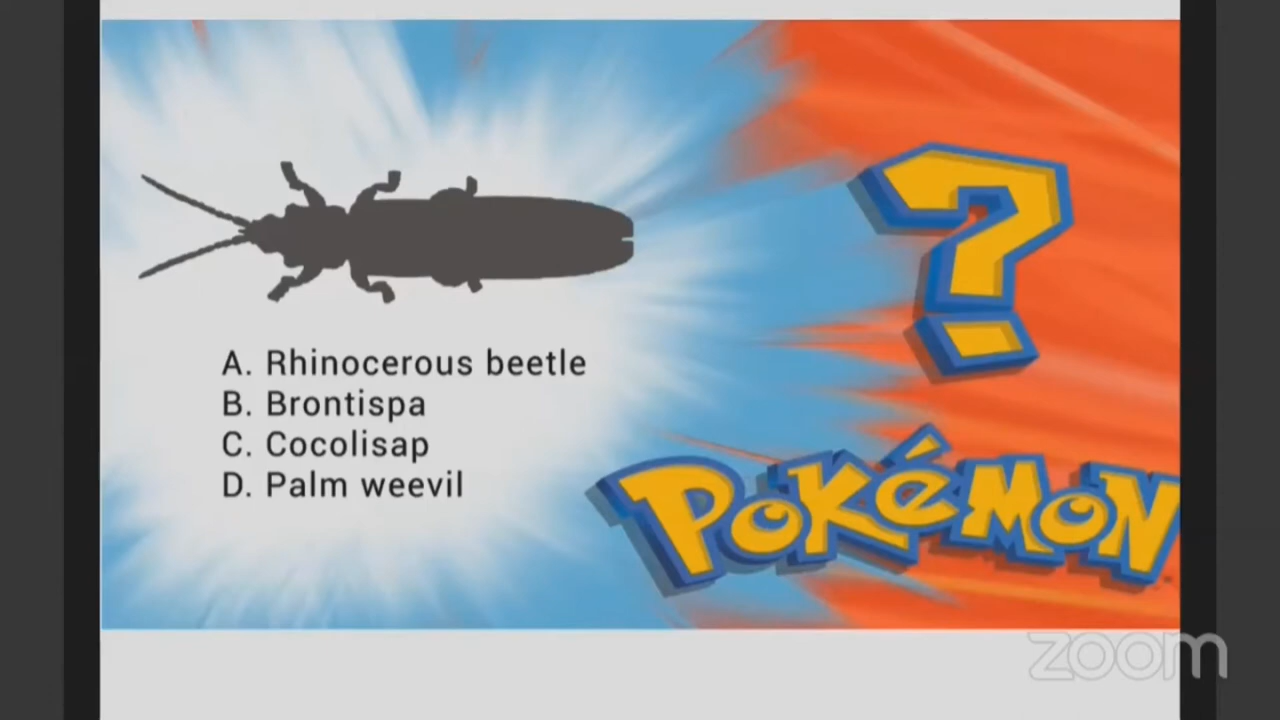 ?
A. Rhinocerous beetle
B. Brontispa
C. Cocolisap
D. Palm weevil
POKéMON
zoom